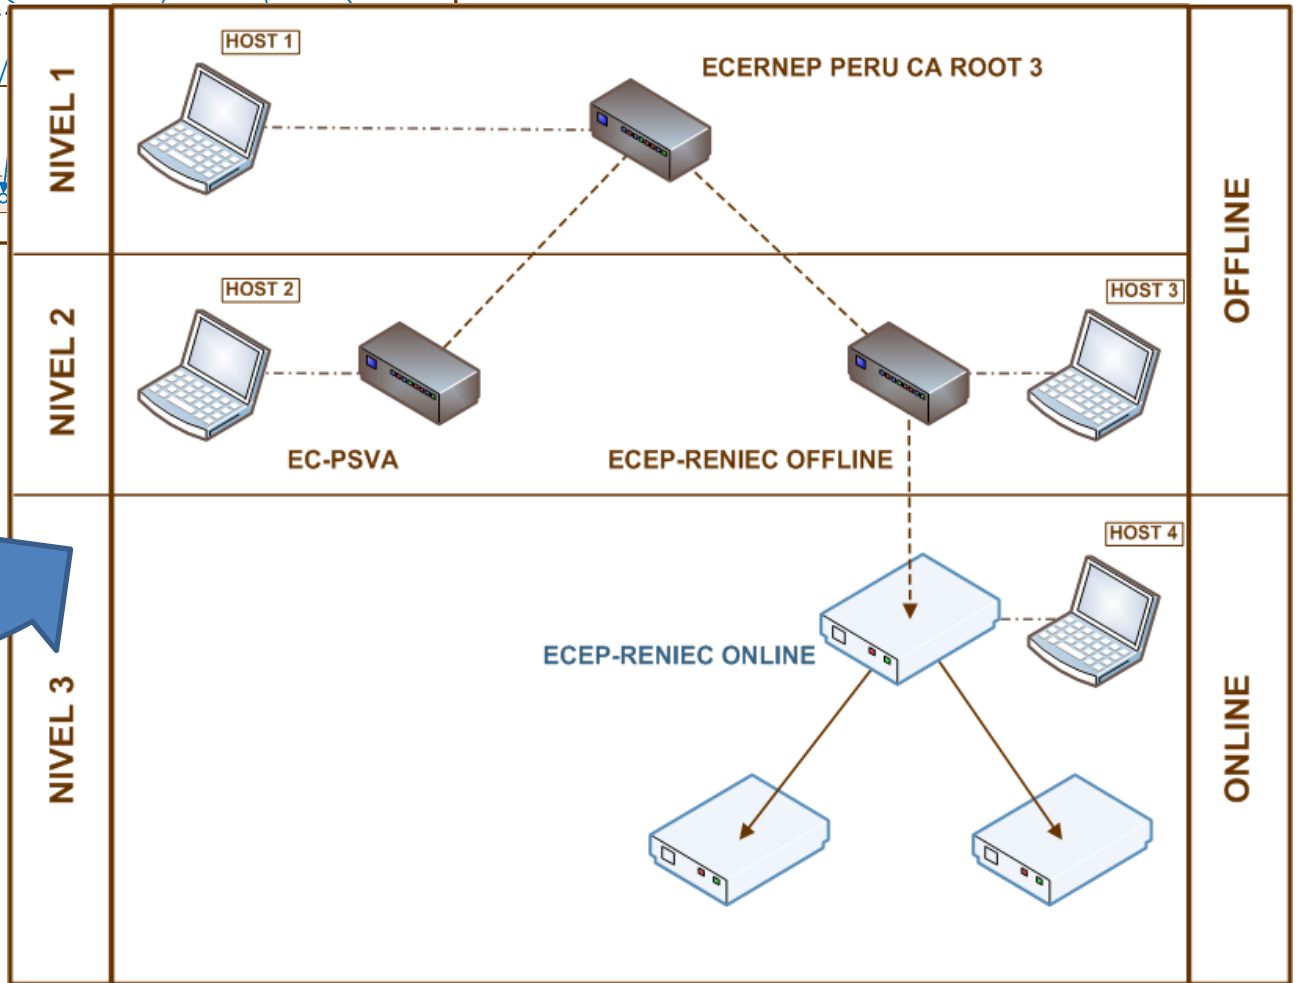 NIVEL 1
HOST 1
ECERNEP PERU CA ROOT 3
OFFLINE
NIVEL 2
HOST 2
HOST 3
EC-PSVA
ECEP-RENIEC OFFLINE
NIVEL 3
HOST 4
ECEP-RENIEC ONLINE
ONLINE